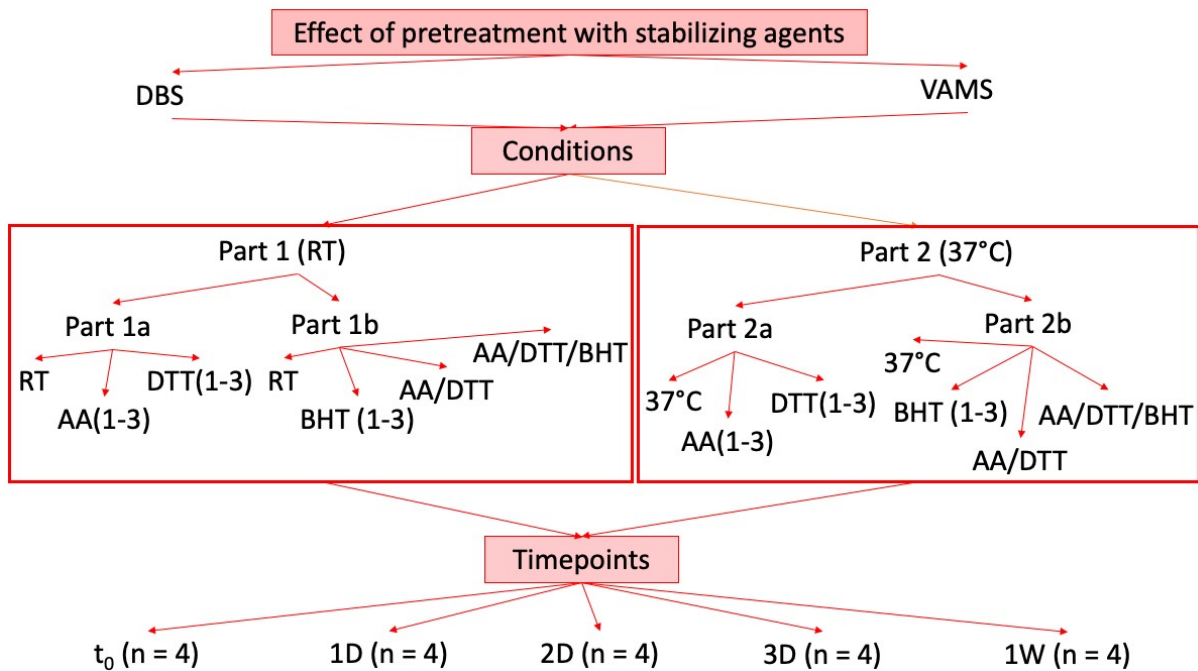 Effect of pretreatment with stabilizing agents
DBS
VAMS
Conditions
Part 1 (RT)
Part 1a
Part 1b
RT
AA(1-3)
DTT(1-3)
RT
BHT (1-3)
AA/DTT
AA/DTT/BHT
Part 2 (37°C)
Part 2a
Part 2b
37°C
AA(1-3)
DTT(1-3)
37°C
BHT (1-3)
AA/DTT
AA/DTT/BHT
Timepoints
t₀ (n = 4)
1D (n = 4)
2D (n = 4)
3D (n = 4)
1W (n = 4)